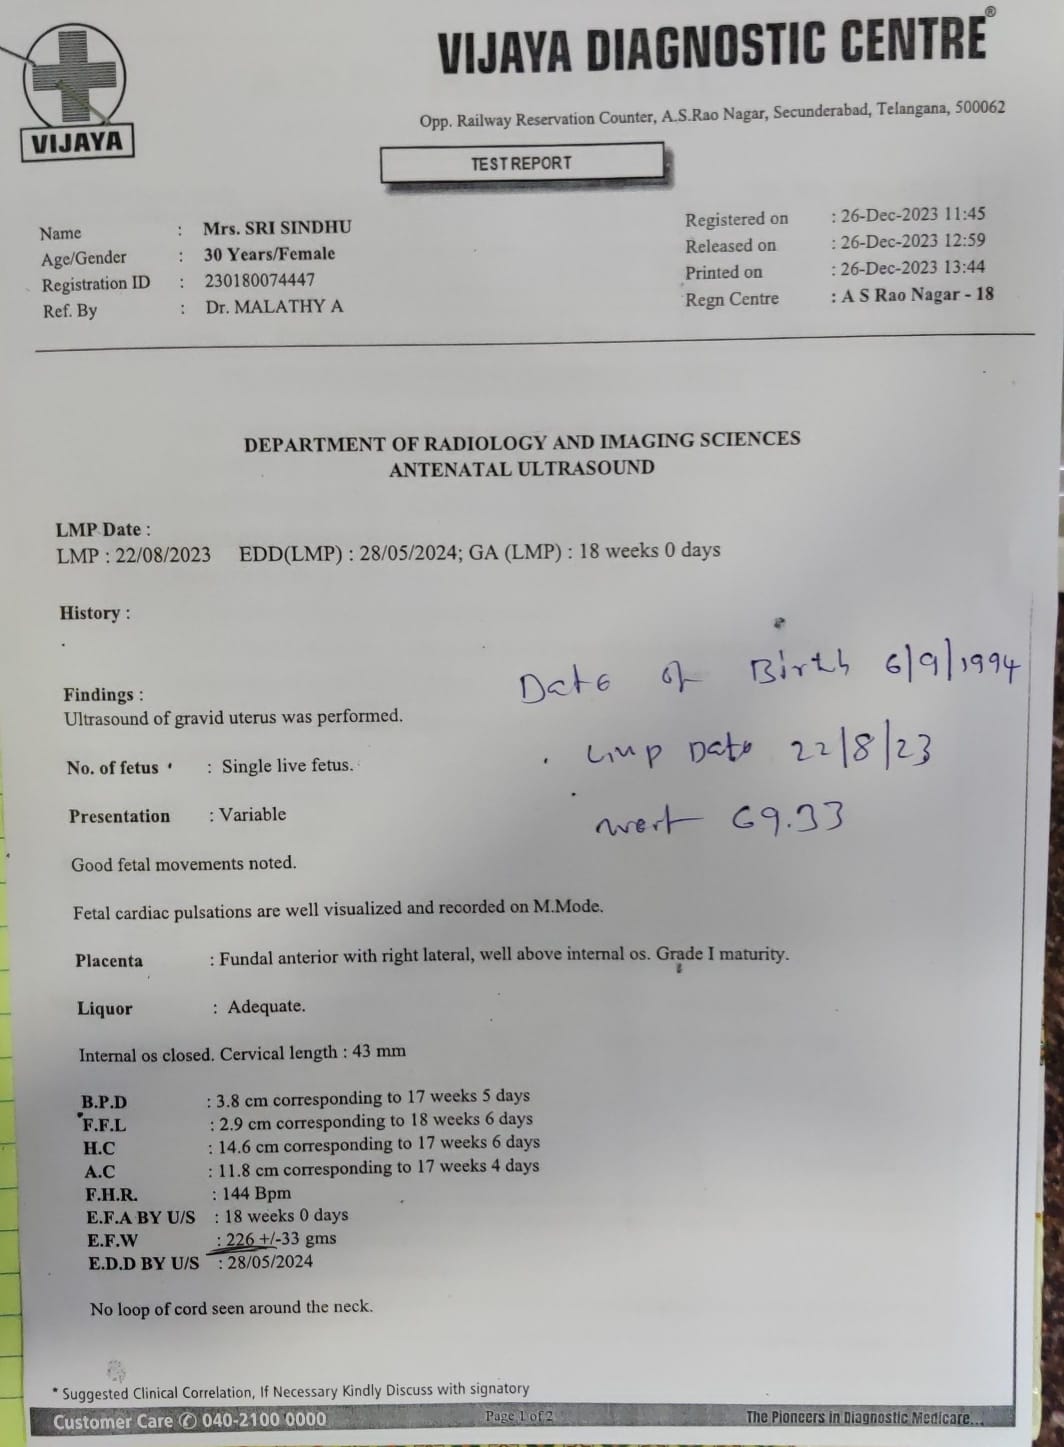 VIJAYA DIAGNOSTIC CENTRE®
VIJAYA
Opp. Railway Reservation Counter, A.S.Rao Nagar, Secunderabad, Telangana, 500062
TEST REPORT
Name : Mrs. SRI SINDHU
Age/Gender : 30 Years/Female
Registration ID : 230180074447
Ref. By : Dr. MALATHY A
Registered on : 26-Dec-2023 11:45
Released on : 26-Dec-2023 12:59
Printed on : 26-Dec-2023 13:44
Regn Centre : A S Rao Nagar - 18
DEPARTMENT OF RADIOLOGY AND IMAGING SCIENCES
ANTENATAL ULTRASOUND
LMP Date :
LMP : 22/08/2023 EDD(LMP) : 28/05/2024; GA (LMP) : 18 weeks 0 days
History :
Date of Birth 6/9/1994
Lmp Date 22/8/23
69.33
Findings :
Ultrasound of gravid uterus was performed.
No. of fetus : Single live fetus.
Presentation : Variable
Good fetal movements noted.
Fetal cardiac pulsations are well visualized and recorded on M.Mode.
Placenta : Fundal anterior with right lateral, well above internal os. Grade I maturity.
Liquor : Adequate.
Internal os closed. Cervical length : 43 mm
B.P.D : 3.8 cm corresponding to 17 weeks 5 days
F.F.L : 2.9 cm corresponding to 18 weeks 6 days
H.C : 14.6 cm corresponding to 17 weeks 6 days
A.C : 11.8 cm corresponding to 17 weeks 4 days
F.H.R. : 144 Bpm
E.F.A BY U/S : 18 weeks 0 days
E.F.W : 226 +/-33 gms
E.D.D BY U/S : 28/05/2024
No loop of cord seen around the neck.
* Suggested Clinical Correlation, If Necessary Kindly Discuss with signatory
Customer Care ✆ 040-2100 0000 Page 1 of 2 The Pioneers in Diagnostic Medicare...